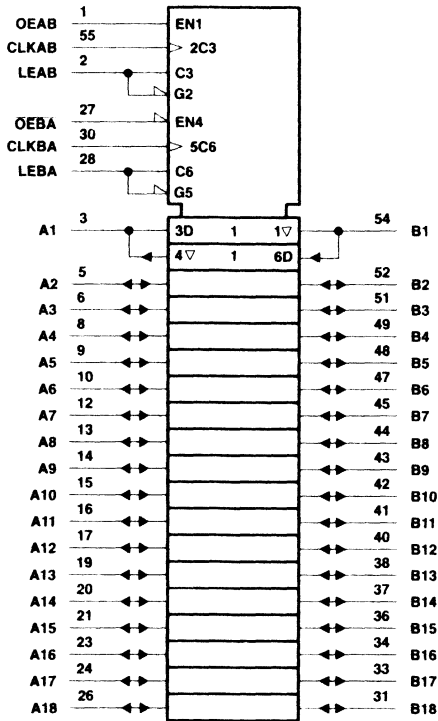 1
OEAB EN1
55
CLKAB 2C3
2
LEAB C3
G2
27
OEBA EN4
30
CLKBA 5C6
28
LEBA C6
G5
3 54
A1 3D 1 1▽ B1
4▽ 1 6D
5 52
A2 B2
6 51
A3 B3
8 49
A4 B4
9 48
A5 B5
10 47
A6 B6
12 45
A7 B7
13 44
A8 B8
14 43
A9 B9
15 42
A10 B10
16 41
A11 B11
17 40
A12 B12
19 38
A13 B13
20 37
A14 B14
21 36
A15 B15
23 34
A16 B16
24 33
A17 B17
26 31
A18 B18